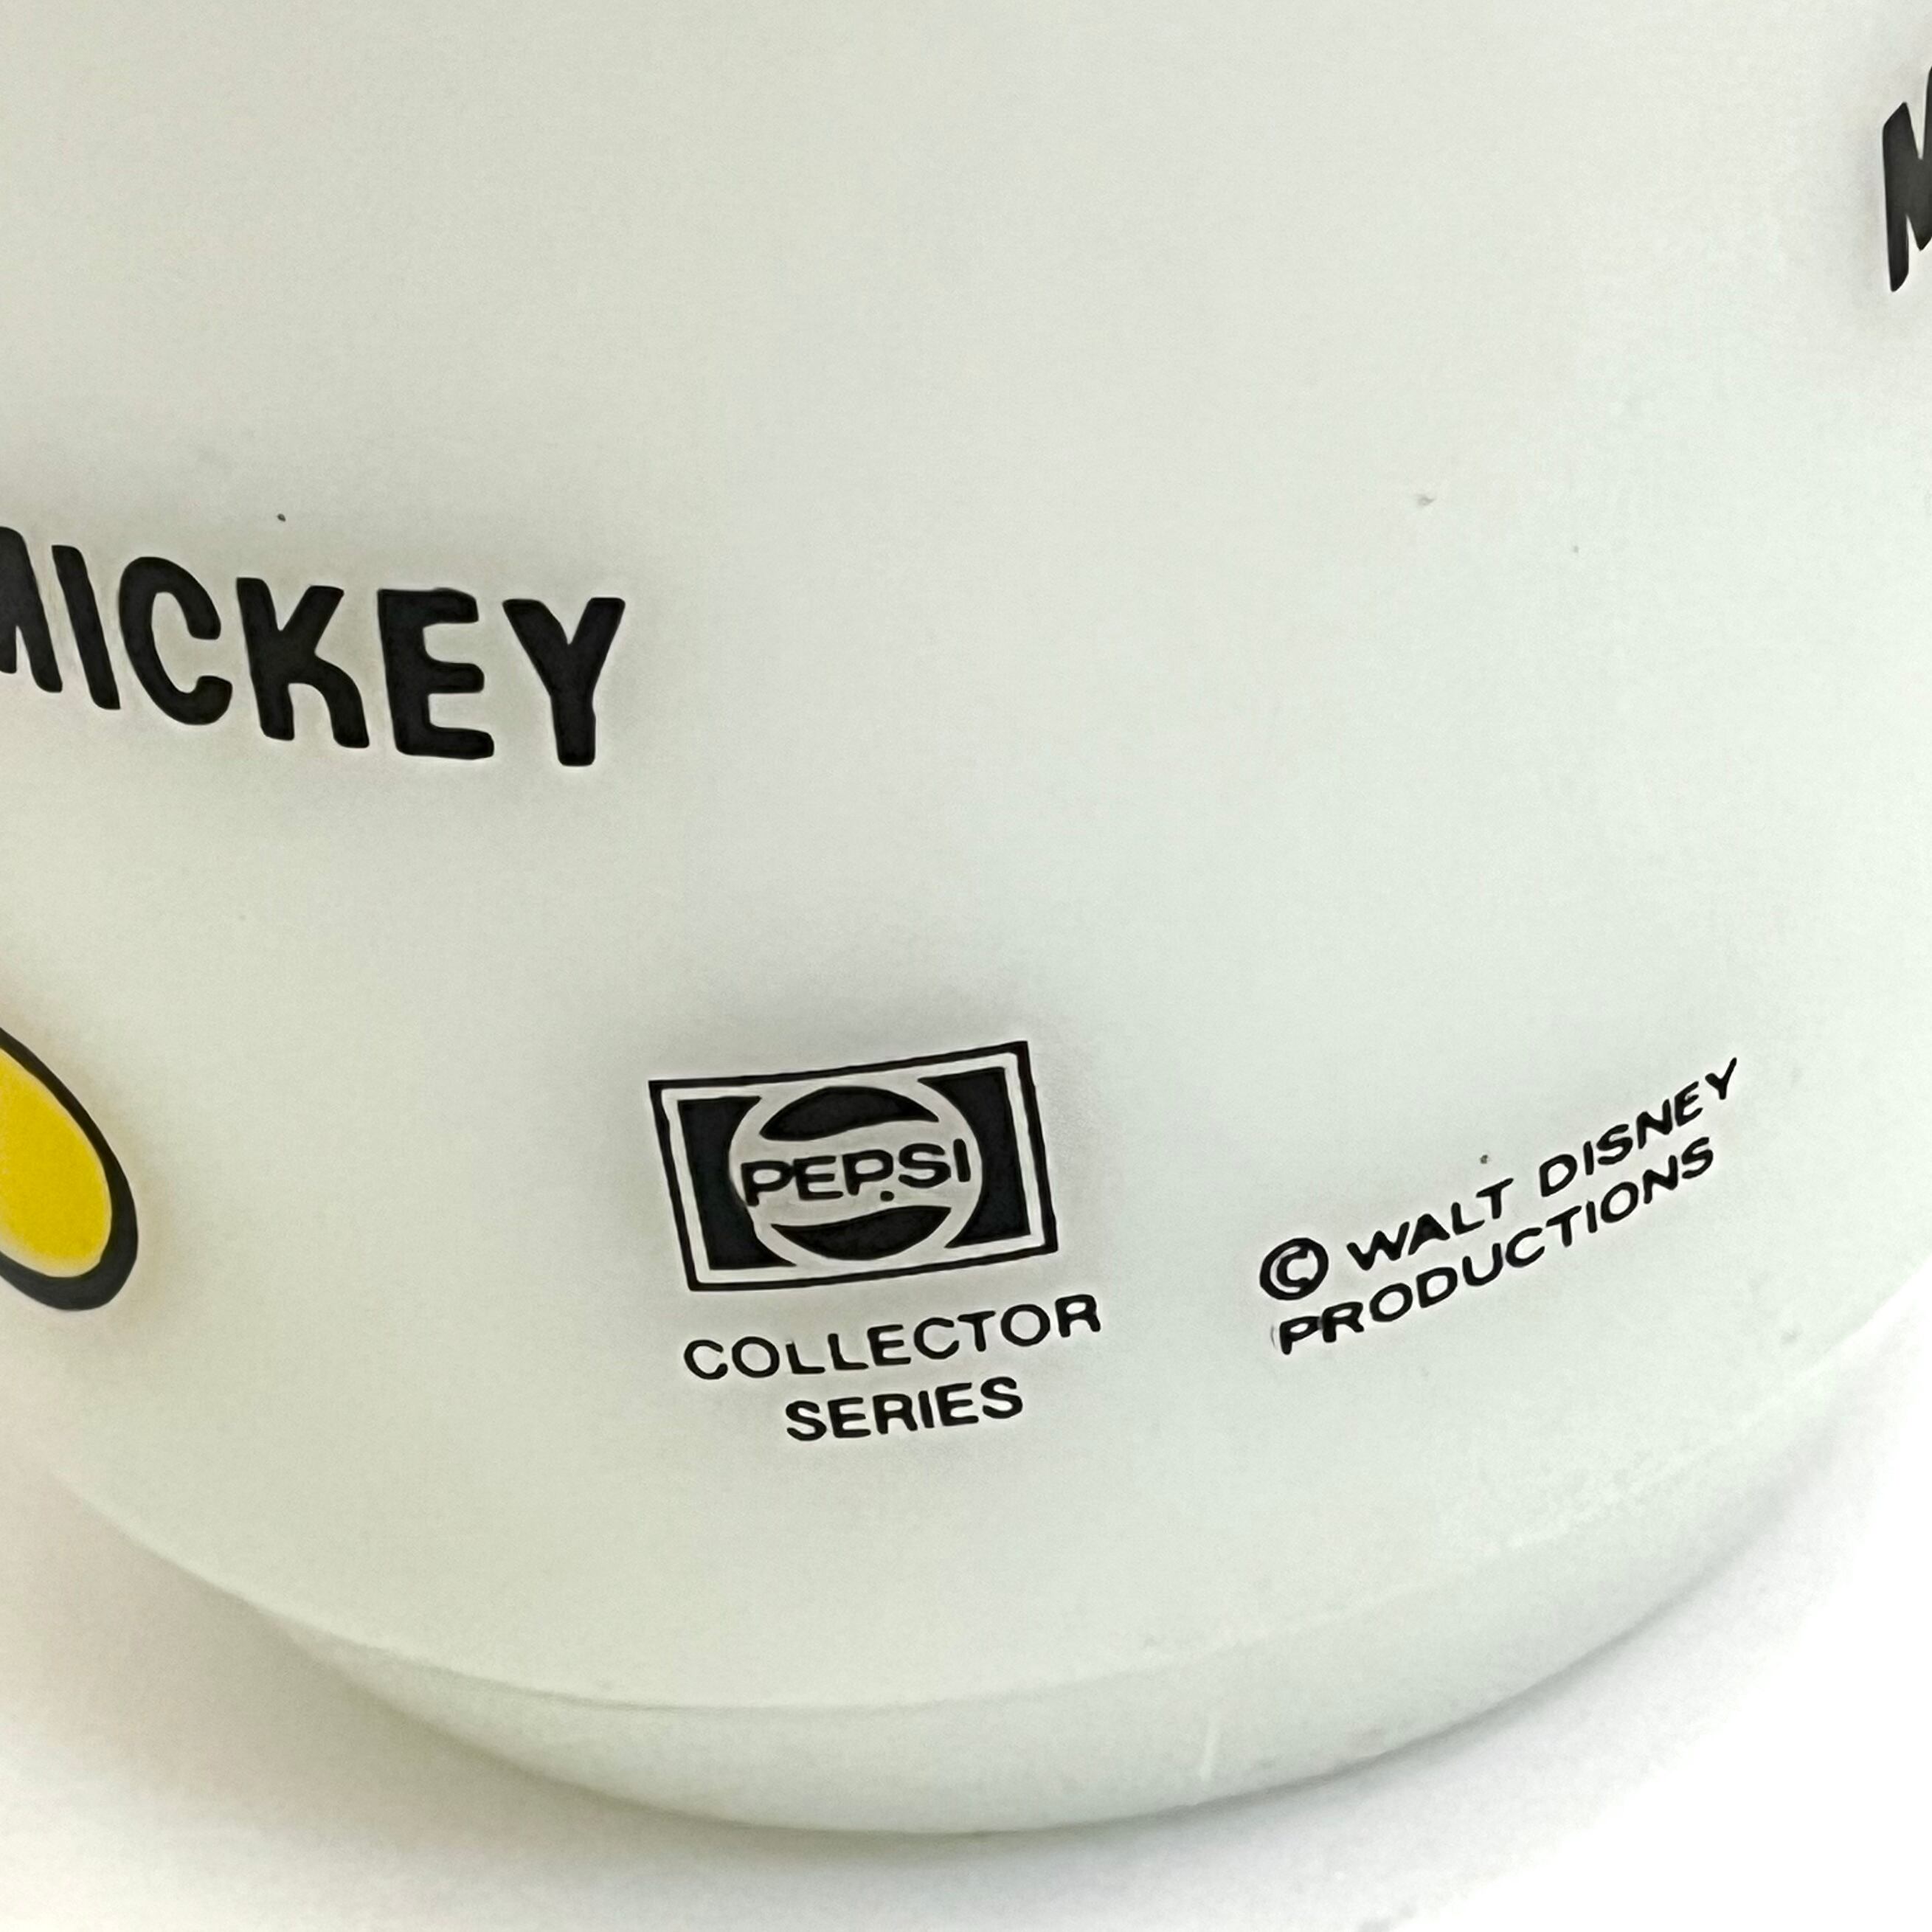 MICKEY
PEPSI
COLLECTOR
SERIES
© WALT DISNEY
PRODUCTIONS